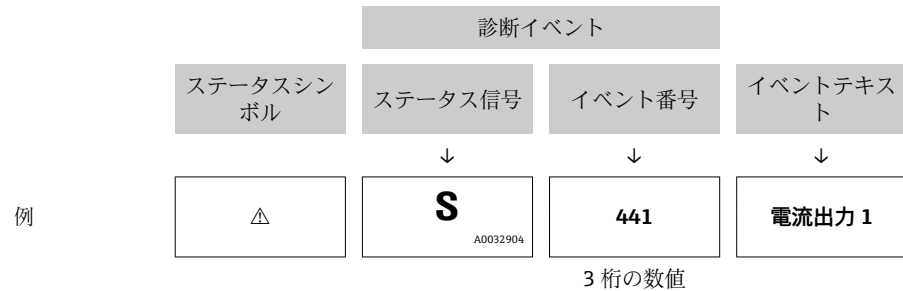 診断イベント
ステータスシン
ボル
ステータス信号
イベント番号
イベントテキス
ト
↓ ↓ ↓
例
⚠
S
A0032904
441
電流出力 1
3 桁の数値